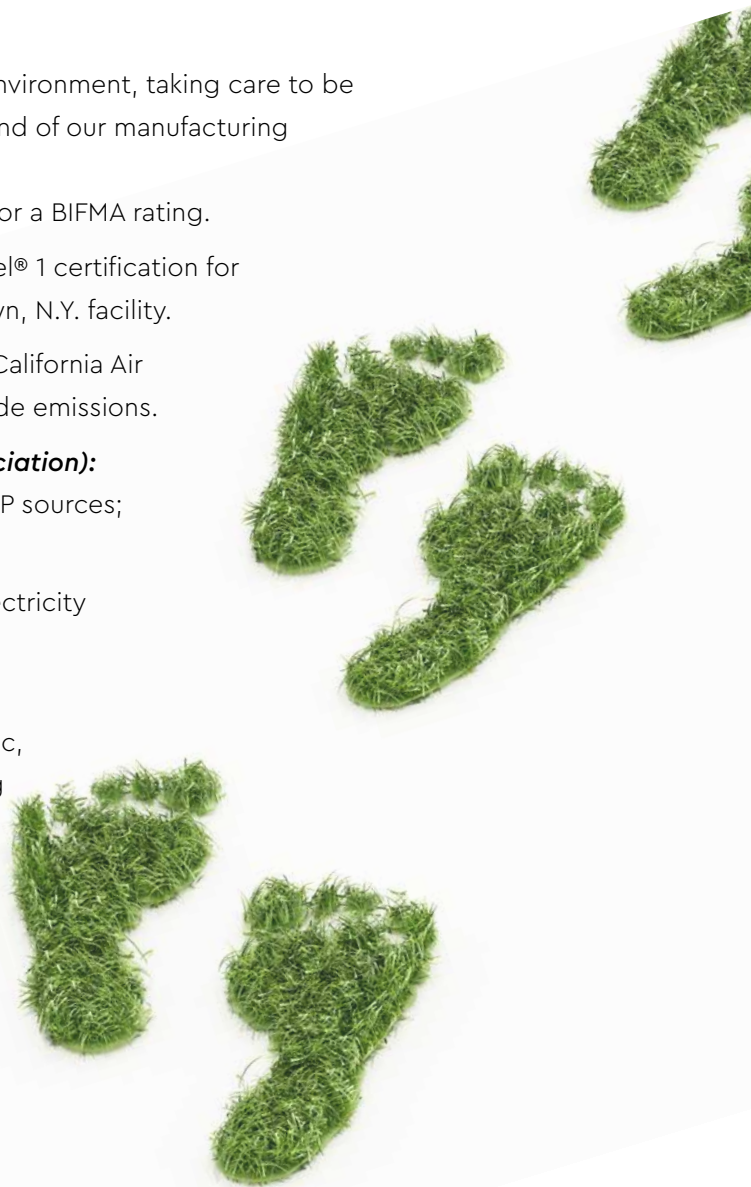 nvironment, taking care to be
nd of our manufacturing
or a BIFMA rating.
el® 1 certification for
vn, N.Y. facility.
California Air
de emissions.
ciation):
P sources;
ctricity
c,
g